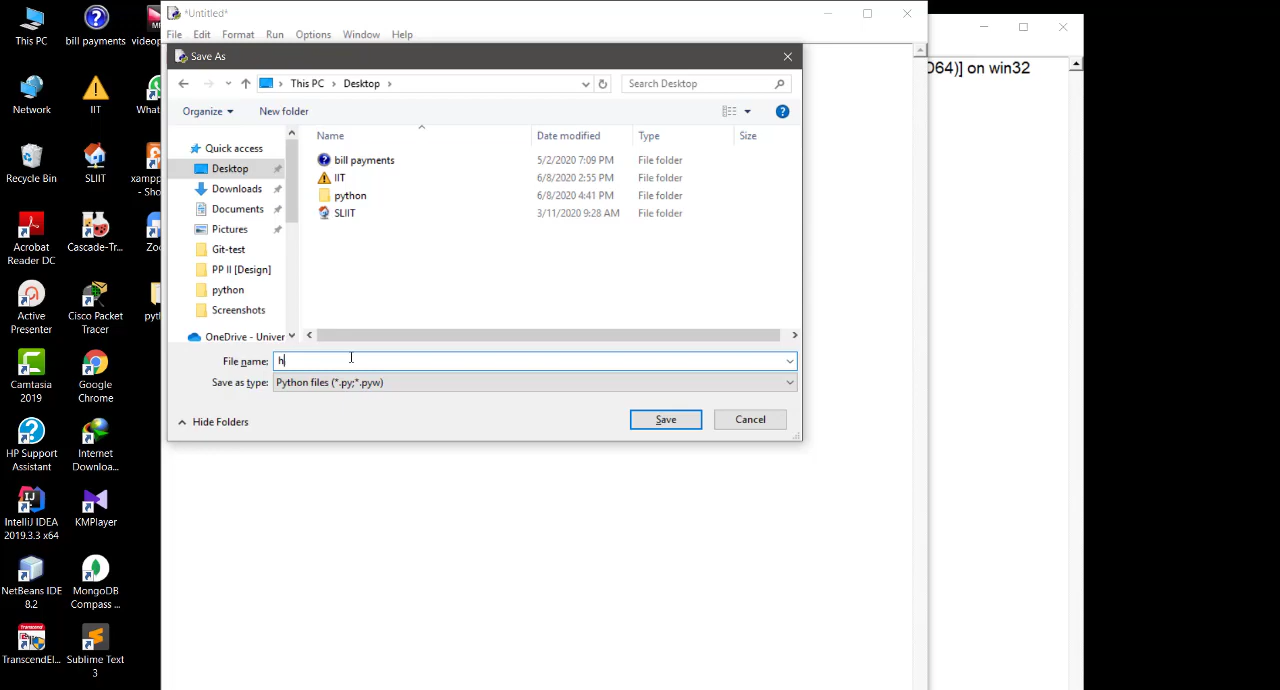 *Untitled*
File Edit Format Run Options Window Help
Save As
This PC Desktop
Search Desktop
Organize New folder
Name Date modified Type Size
bill payments 5/2/2020 7:09 PM File folder
IIT 6/8/2020 2:55 PM File folder
python 6/8/2020 4:41 PM File folder
SLIIT 3/11/2020 9:28 AM File folder
Quick access
Desktop
Downloads
Documents
Pictures
Git-test
PP II [Design]
python
Screenshots
OneDrive - Univer
File name: h
Save as type: Python files (*.py;*.pyw)
Hide Folders
Save Cancel
D64)] on win32
This PC
bill payments
videop
Network
IIT
What
Recycle Bin
SLIIT
xamp
- Sho
Acrobat
Reader DC
Cascade-Tr...
Zoo
Active
Presenter
Cisco Packet
Tracer
pyth
Camtasia
2019
Google
Chrome
HP Support
Assistant
Internet
Downloa...
IntelliJ IDEA
2019.3.3 x64
KMPlayer
NetBeans IDE
8.2
MongoDB
Compass ...
TranscendEl...
Sublime Text
3